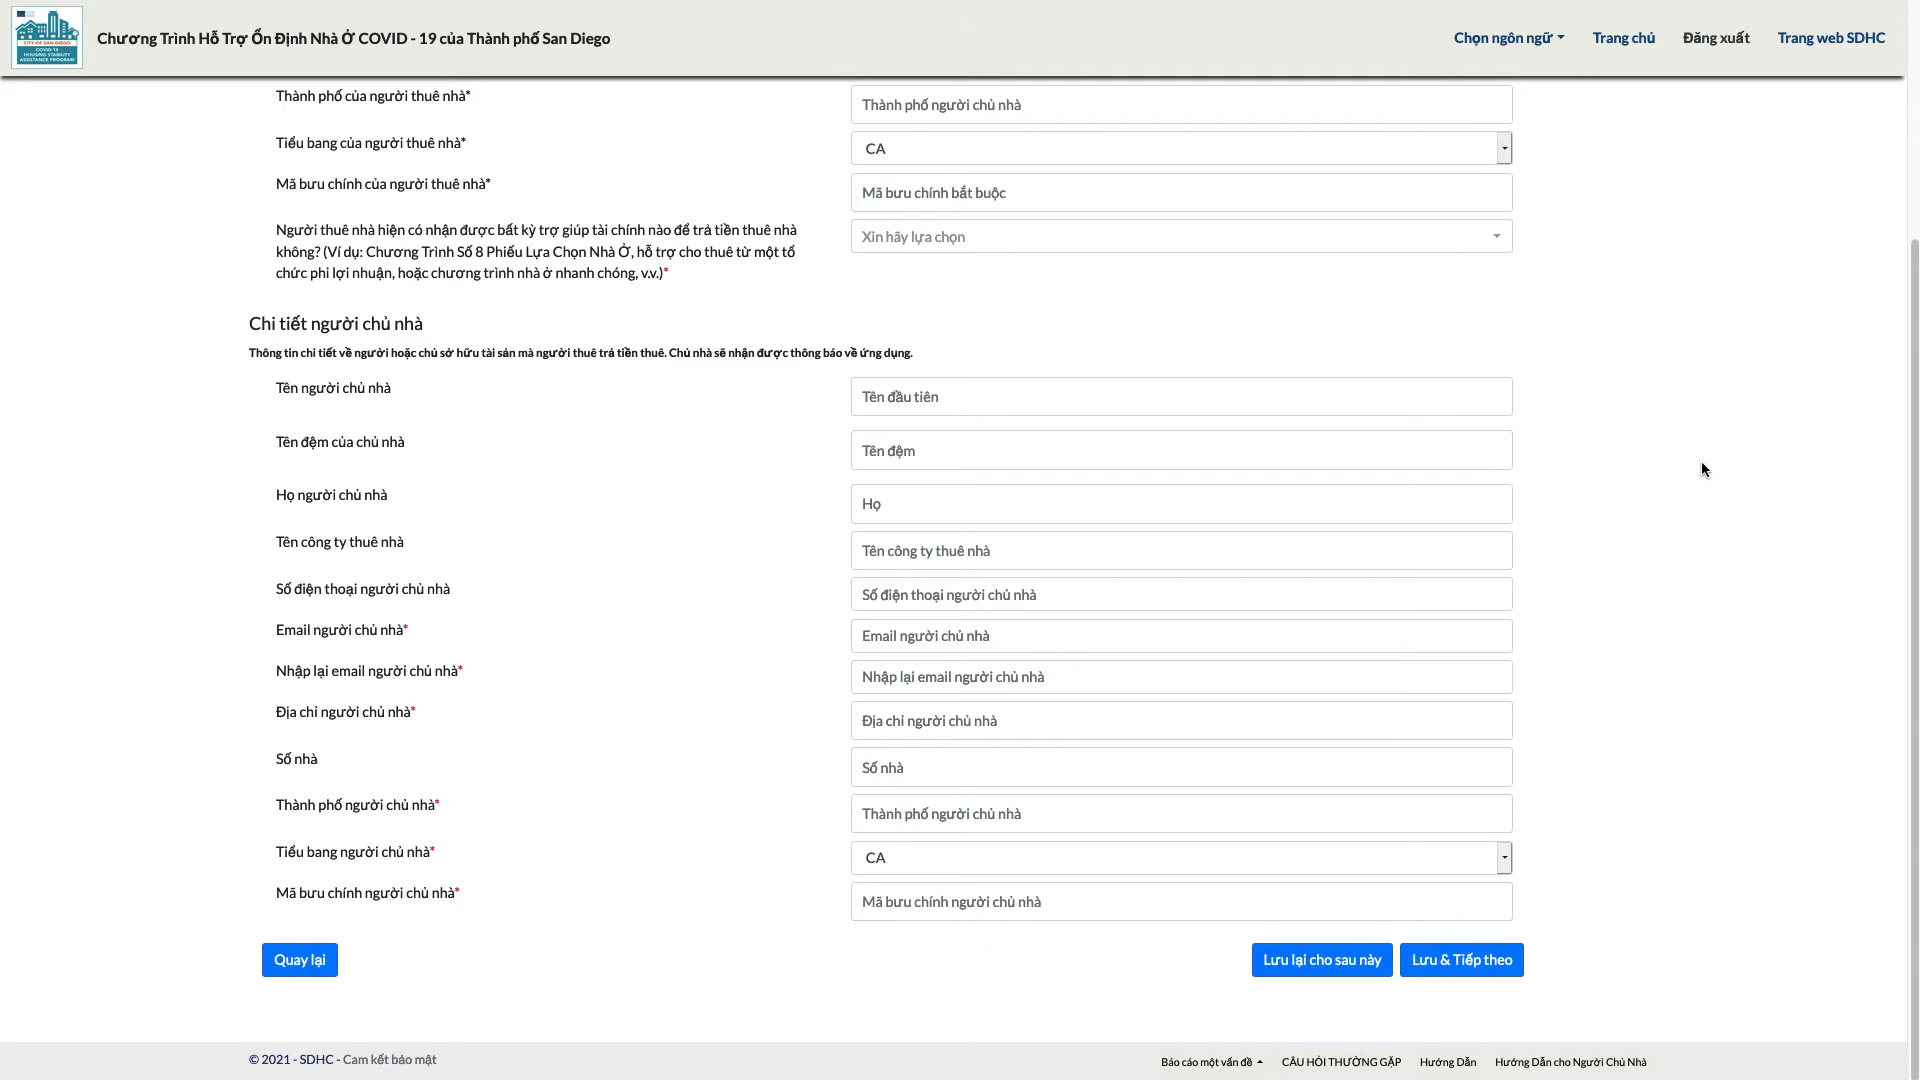 CITY OF SAN DIEGO
COVID-19
HOUSING STABILITY
ASSISTANCE PROGRAM
Chương Trình Hỗ Trợ Ổn Định Nhà Ở COVID - 19 của Thành phố San Diego
Chọn ngôn ngữ
Trang chủ
Đăng xuất
Trang web SDHC
Thành phố của người thuê nhà*
Thành phố người chủ nhà
Tiểu bang của người thuê nhà*
CA
Mã bưu chính của người thuê nhà*
Mã bưu chính bắt buộc
Người thuê nhà hiện có nhận được bất kỳ trợ giúp tài chính nào để trả tiền thuê nhà
không? (Ví dụ: Chương Trình Số 8 Phiếu Lựa Chọn Nhà Ở, hỗ trợ cho thuê từ một tổ
chức phi lợi nhuận, hoặc chương trình nhà ở nhanh chóng, v.v.)*
Xin hãy lựa chọn
Chi tiết người chủ nhà
Thông tin chi tiết về người hoặc chủ sở hữu tài sản mà người thuê trả tiền thuê. Chủ nhà sẽ nhận được thông báo về ứng dụng.
Tên người chủ nhà
Tên đầu tiên
Tên đệm của chủ nhà
Tên đệm
Họ người chủ nhà
Họ
Tên công ty thuê nhà
Tên công ty thuê nhà
Số điện thoại người chủ nhà
Số điện thoại người chủ nhà
Email người chủ nhà*
Email người chủ nhà
Nhập lại email người chủ nhà*
Nhập lại email người chủ nhà
Địa chỉ người chủ nhà*
Địa chỉ người chủ nhà
Số nhà
Số nhà
Thành phố người chủ nhà*
Thành phố người chủ nhà
Tiểu bang người chủ nhà*
CA
Mã bưu chính người chủ nhà*
Mã bưu chính người chủ nhà
Quay lại
Lưu lại cho sau này
Lưu & Tiếp theo
© 2021 - SDHC - Cam kết bảo mật
Báo cáo một vấn đề
CÂU HỎI THƯỜNG GẶP
Hướng Dẫn
Hướng Dẫn cho Người Chủ Nhà